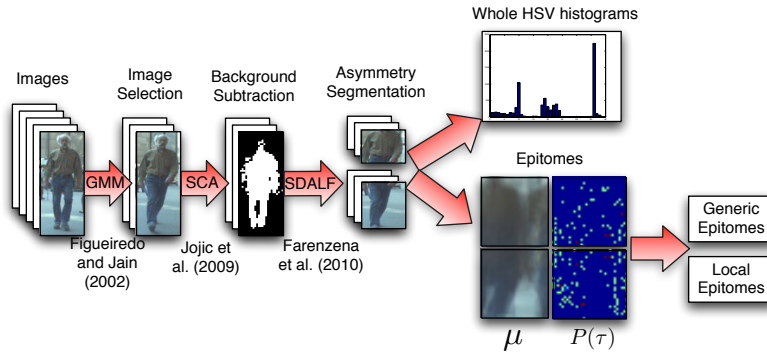 Whole HSV histograms
Images
Image
Selection
Background
Subtraction
Asymmetry
Segmentation
GMM
SCA
SDALF
Figueiredo
and Jain
(2002)
Jojic et
al. (2009)
Farenzena
et al. (2010)
Epitomes
μ
P(τ)
Generic
Epitomes
Local
Epitomes